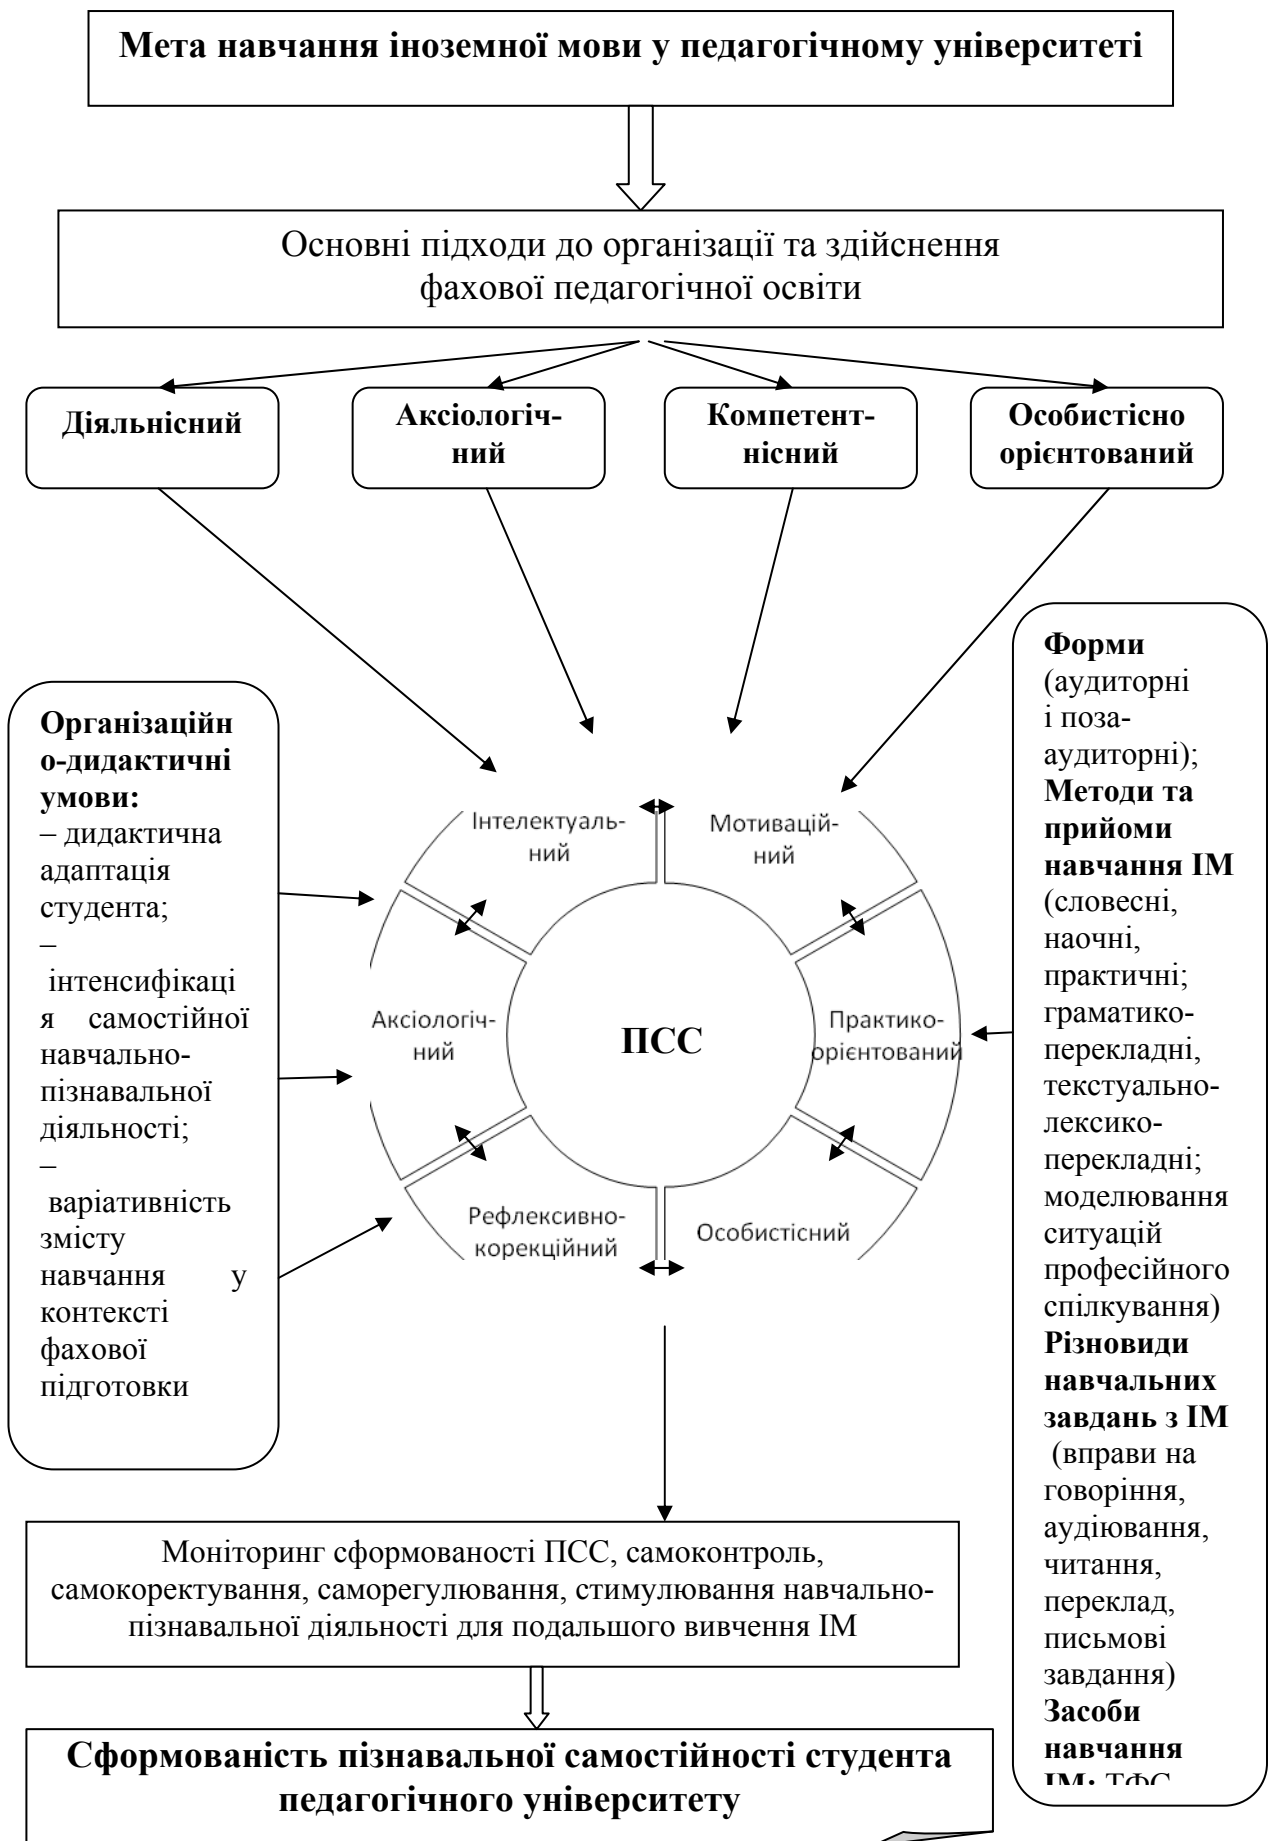 Мета навчання іноземної мови у педагогічному університеті
Основні підходи до організації та здійснення
фахової педагогічної освіти
Діяльнісний
Аксіологіч-
ний
Компетент-
нісний
Особистісно
орієнтований
Організаційн
о-дидактичні
умови:
– дидактична
адаптація
студента;
–
інтенсифікаці
я самостійної
навчально-
пізнавальної
діяльності;
–
варіативність
змісту
навчання у
контексті
фахової
підготовки
Інтелектуаль-
ний
Мотивацій-
ний
Аксіологіч-
ний
ПСС
Практико-
орієнтований
Рефлексивно-
корекційний
Особистісний
Форми
(аудиторні
і поза-
аудиторні);
Методи та
прийоми
навчання ІМ
(словесні,
наочні,
практичні;
граматико-
перекладні,
текстуально-
лексико-
перекладні;
моделювання
ситуацій
професійного
спілкування)
Різновиди
навчальних
завдань з ІМ
(вправи на
говоріння,
аудіювання,
читання,
переклад,
письмові
завдання)
Засоби
навчання
ІМ: ТФС
Моніторинг сформованості ПСС, самоконтроль,
самокоректування, саморегулювання, стимулювання навчально-
пізнавальної діяльності для подальшого вивчення ІМ
Сформованість пізнавальної самостійності студента
педагогічного університету